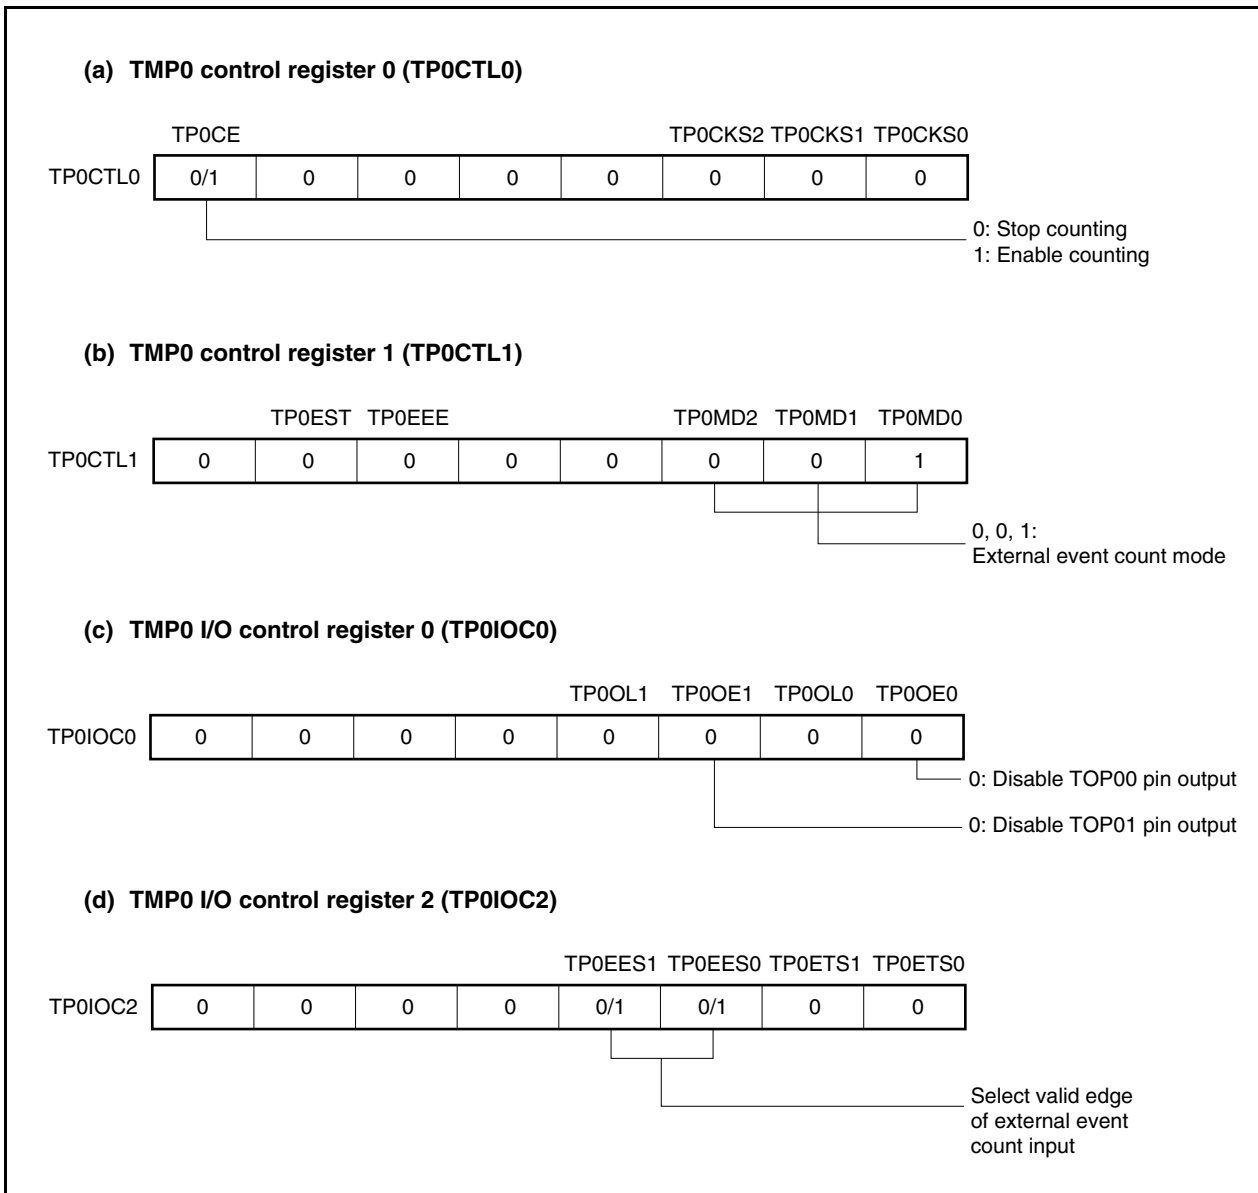 (a) TMP0 control register 0 (TP0CTL0)
TP0CE TP0CKS2 TP0CKS1 TP0CKS0
TP0CTL0 0/1 0 0 0 0 0 0 0
0: Stop counting
1: Enable counting
(b) TMP0 control register 1 (TP0CTL1)
TP0EST TP0EEE TP0MD2 TP0MD1 TP0MD0
TP0CTL1 0 0 0 0 0 0 0 1
0, 0, 1:
External event count mode
(c) TMP0 I/O control register 0 (TP0IOC0)
TP0OL1 TP0OE1 TP0OL0 TP0OE0
TP0IOC0 0 0 0 0 0 0 0 0
0: Disable TOP00 pin output
0: Disable TOP01 pin output
(d) TMP0 I/O control register 2 (TP0IOC2)
TP0EES1 TP0EES0 TP0ETS1 TP0ETS0
TP0IOC2 0 0 0 0 0/1 0/1 0 0
Select valid edge
of external event
count input